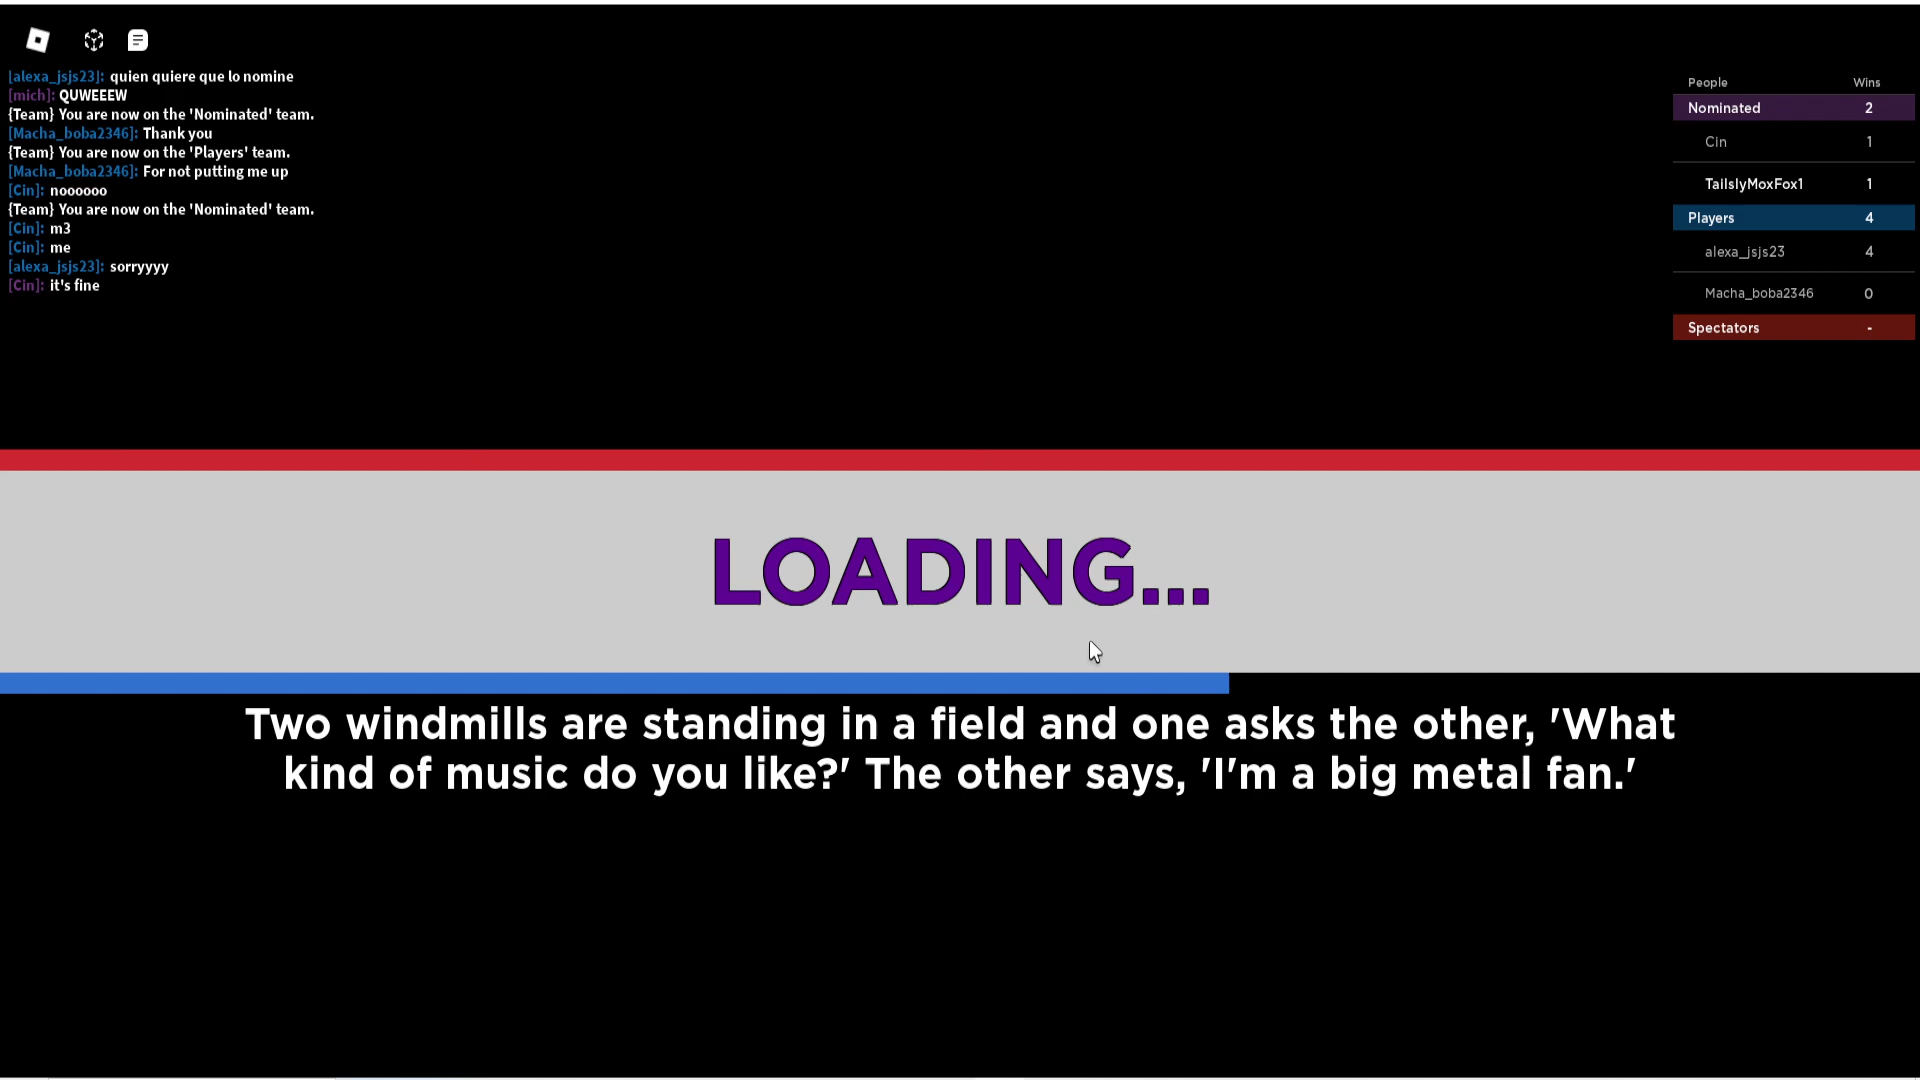 [alexa_jsjs23]: quien quiere que lo nomine
[mich]: QUWEEEW
{Team} You are now on the 'Nominated' team.
[Macha_boba2346]: Thank you
{Team} You are now on the 'Players' team.
[Macha_boba2346]: For not putting me up
[Cin]: noooooo
{Team} You are now on the 'Nominated' team.
[Cin]: m3
[Cin]: me
[alexa_jsjs23]: sorryyyy
[Cin]: it's fine
People Wins
Nominated 2
Cin 1
TailslyMoxFox1 1
Players 4
alexa_jsjs23 4
Macha_boba2346 0
Spectators -
LOADING...
Two windmills are standing in a field and one asks the other, 'What
kind of music do you like?' The other says, 'I'm a big metal fan.'